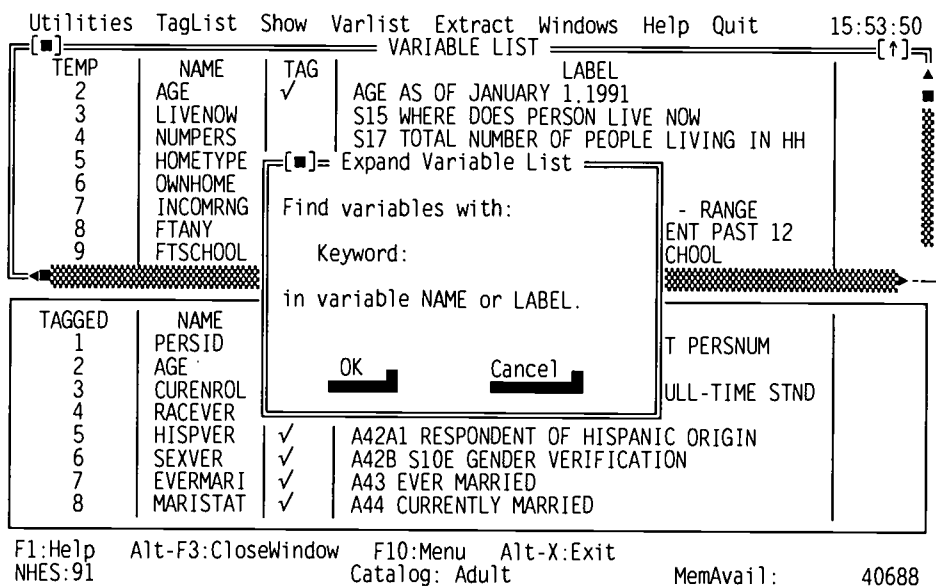 Utilities TagList Show Varlist Extract Windows Help Quit 15:53:50
[■] VARIABLE LIST [↑]
TEMP NAME TAG LABEL
2 AGE √ AGE AS OF JANUARY 1.1991
3 LIVENOW S15 WHERE DOES PERSON LIVE NOW
4 NUMPERS S17 TOTAL NUMBER OF PEOPLE LIVING IN HH
5 HOMETYPE
6 OWNHOME
7 INCOMRNG - RANGE
8 FTANY ENT PAST 12
9 FTSCHOOL CHOOL
[■]= Expand Variable List
Find variables with:
Keyword:
in variable NAME or LABEL.
OK Cancel
TAGGED NAME
1 PERSID T PERSNUM
2 AGE
3 CURENROL ULL-TIME STND
4 RACEVER
5 HISPVER √ A42A1 RESPONDENT OF HISPANIC ORIGIN
6 SEXVER √ A42B S10E GENDER VERIFICATION
7 EVERMARI √ A43 EVER MARRIED
8 MARISTAT √ A44 CURRENTLY MARRIED
F1:Help Alt-F3:CloseWindow F10:Menu Alt-X:Exit
NHES:91 Catalog: Adult MemAvail: 40688